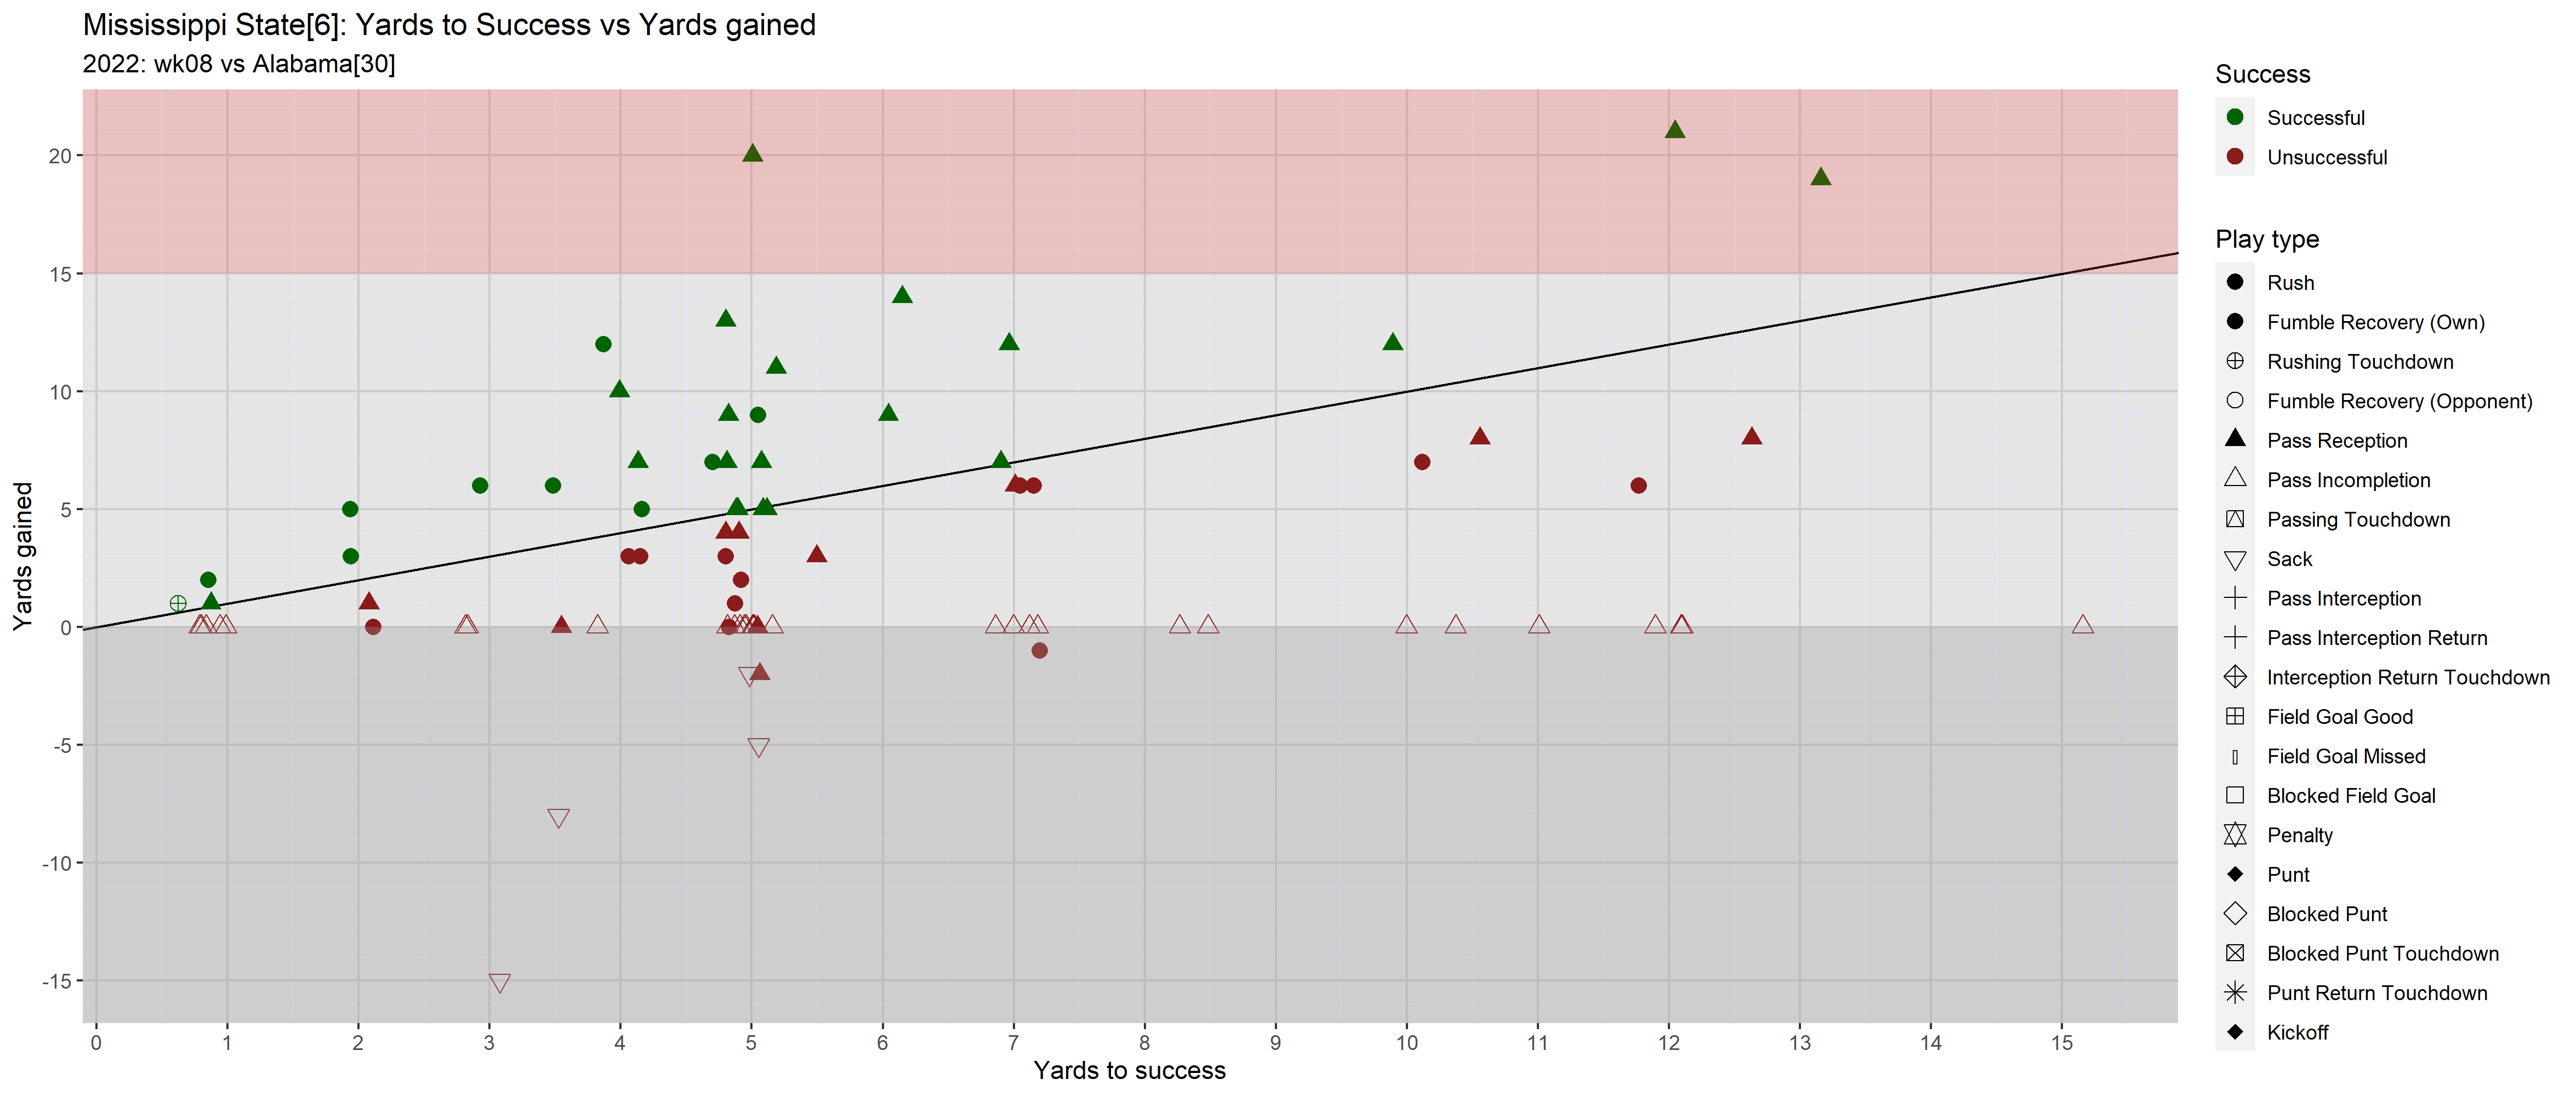 Mississippi State[6]: Yards to Success vs Yards gained
2022: wk08 vs Alabama[30]
Yards gained
20
15
10
5
0
-5
-10
-15
0 1 2 3 4 5 6 7 8 9 10 11 12 13 14 15
Yards to success
Success
Successful
Unsuccessful
Play type
Rush
Fumble Recovery (Own)
Rushing Touchdown
Fumble Recovery (Opponent)
Pass Reception
Pass Incompletion
Passing Touchdown
Sack
Pass Interception
Pass Interception Return
Interception Return Touchdown
Field Goal Good
Field Goal Missed
Blocked Field Goal
Penalty
Punt
Blocked Punt
Blocked Punt Touchdown
Punt Return Touchdown
Kickoff